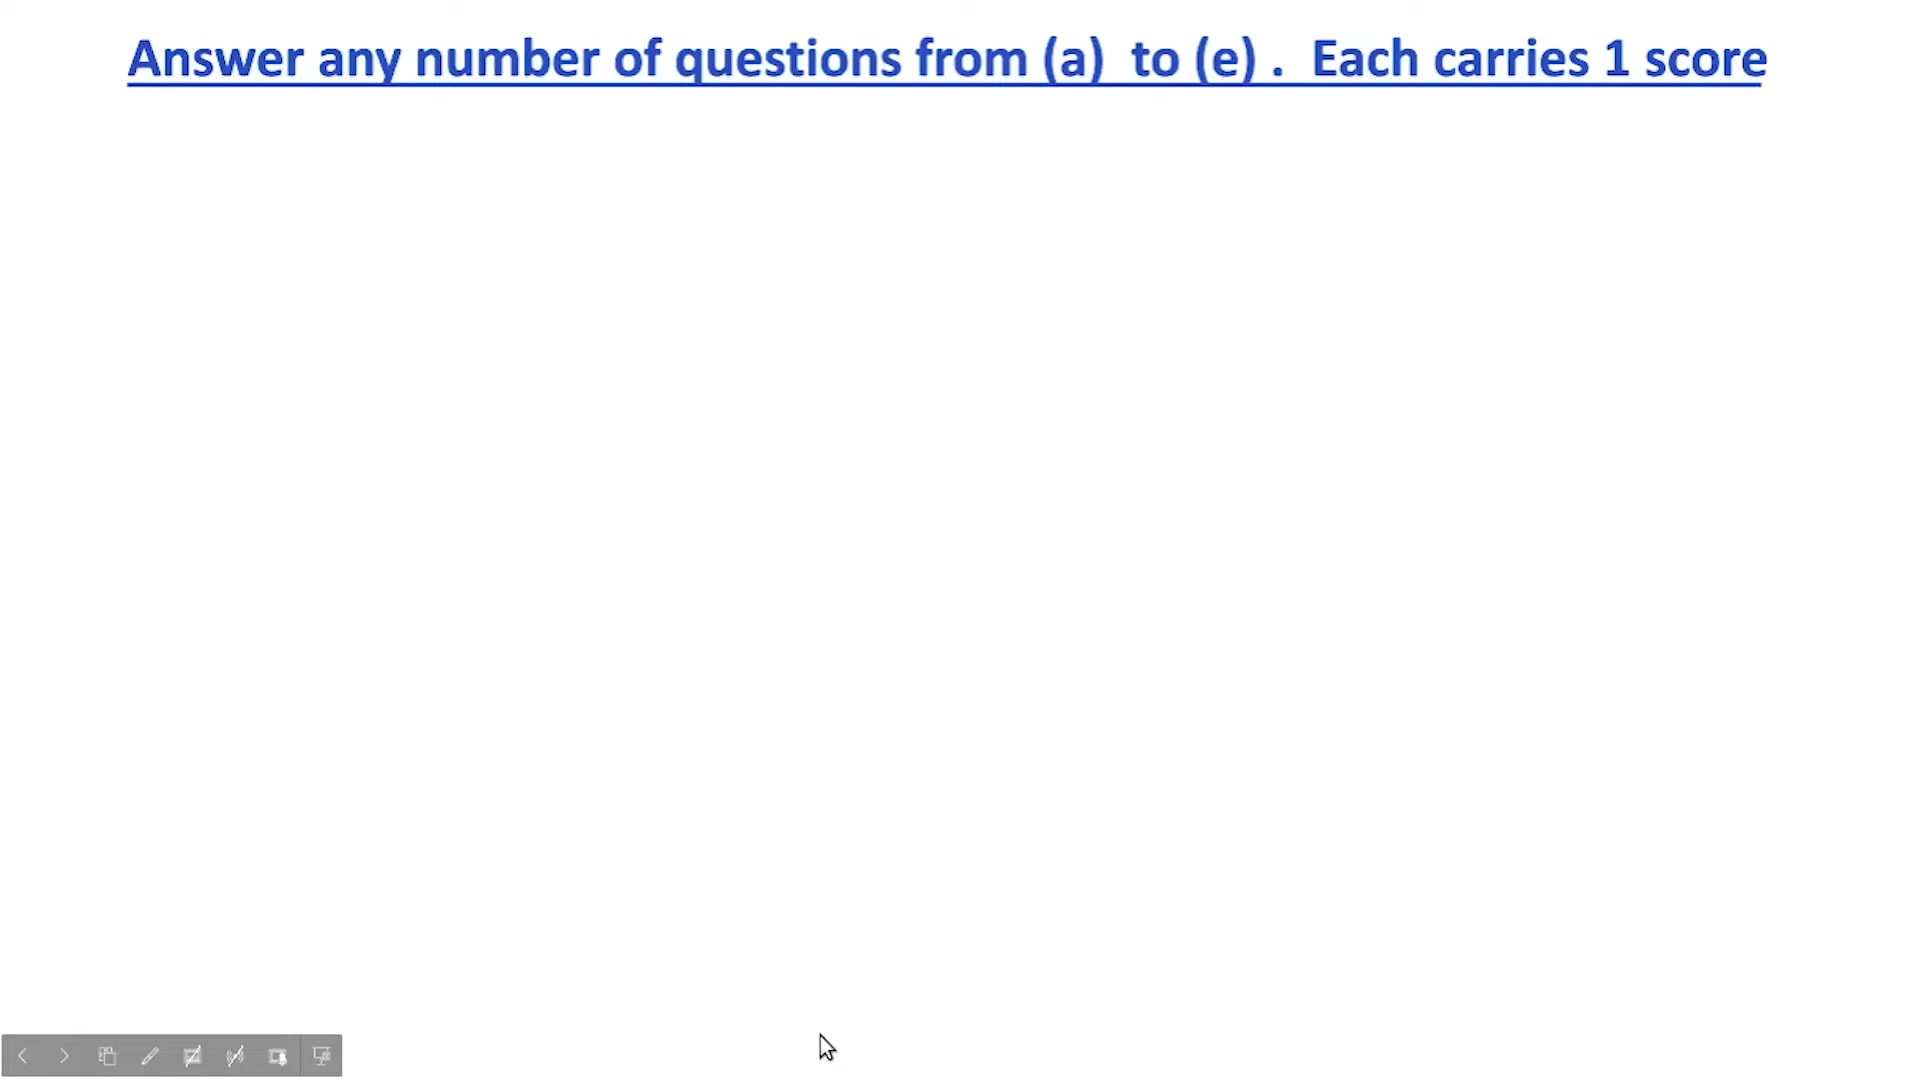 Answer any number of questions from (a) to (e) . Each carries 1 score